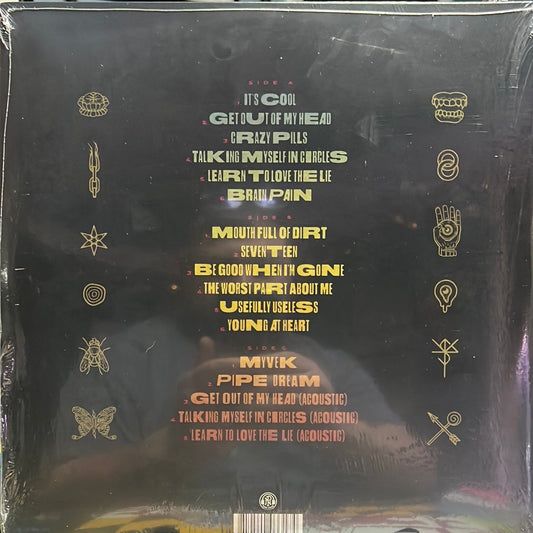 SIDE A
1. IT'S COOL
2. GET OUT OF MY HEAD
3. CRAZY PILLS
4. TALKING MYSELF IN CIRCLES
5. LEARN TO LOVE THE LIE
6. BRAIN PAIN
SIDE B
1. MOUTH FULL OF DIRT
2. SEVENTEEN
3. BE GOOD WHEN I'M GONE
4. THE WORST PART ABOUT ME
5. USEFULLY USELESS
6. YOUNG AT HEART
SIDE C
1. MYVEK
2. PIPE DREAM
3. GET OUT OF MY HEAD (ACOUSTIC)
4. TALKING MYSELF IN CIRCLES (ACOUSTIC)
5. LEARN TO LOVE THE LIE (ACOUSTIC)